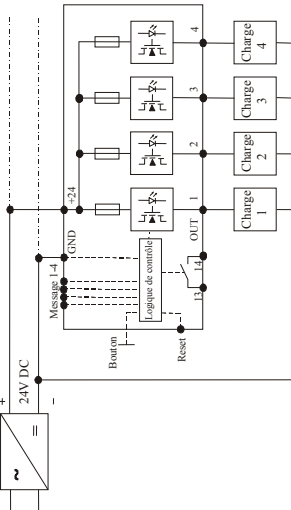 +
24V DC
-
~
=
+24
GND
Message 1-4
Logique de contrôle
Bouton
Reset
13
14
OUT
1
2
3
4
Charge
1
Charge
2
Charge
3
Charge
4